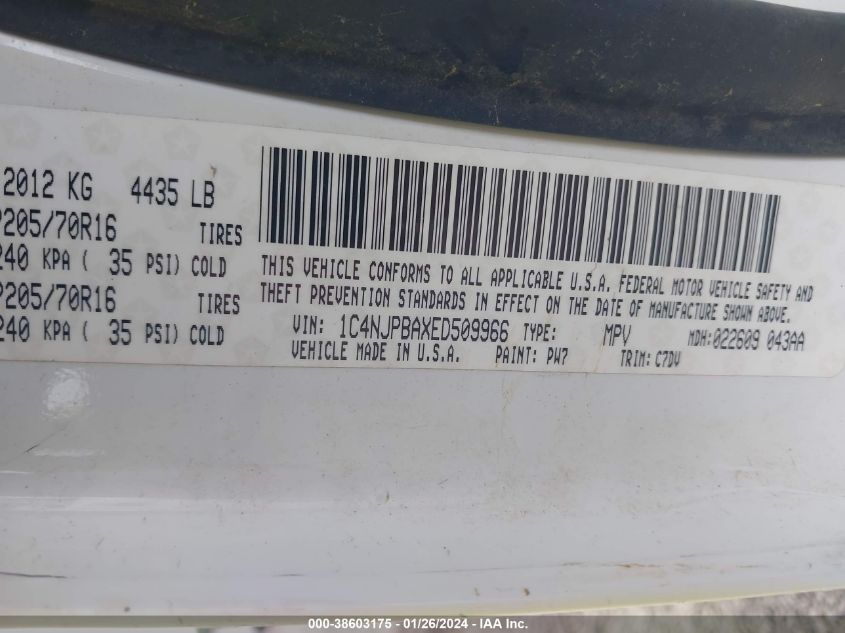 2012 KG 4435 LB
P205/70R16 TIRES
240 KPA ( 35 PSI) COLD
P205/70R16 TIRES
240 KPA ( 35 PSI) COLD
THIS VEHICLE CONFORMS TO ALL APPLICABLE U.S.A. FEDERAL MOTOR VEHICLE SAFETY AND
THEFT PREVENTION STANDARDS IN EFFECT ON THE DATE OF MANUFACTURE SHOWN ABOVE.
VIN: 1C4NJPBAXED509966 TYPE: MPV MDH:022609 043AA
VEHICLE MADE IN U.S.A. PAINT: PW7 TRIM: C7DV
000-38603175 - 01/26/2024 - IAA Inc.